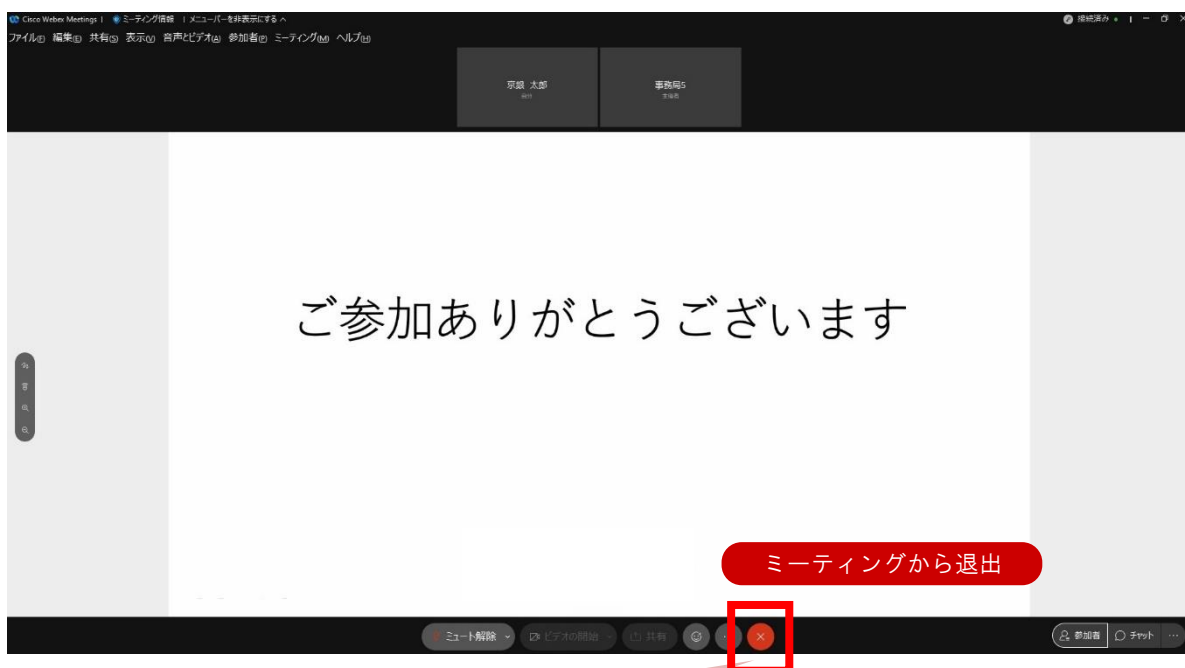 Cisco Webex Meetings | ミーティング情報 | メニューバーを非表示にする ^
接続済み
ファイル(F) 編集(E) 共有(S) 表示(V) 音声とビデオ(A) 参加者(P) ミーティング(M) ヘルプ(H)
京銀 太郎
自分
事務局5
主催者
ご参加ありがとうございます
ミーティングから退出
ミュート解除
ビデオの開始
共有
参加者
チャット